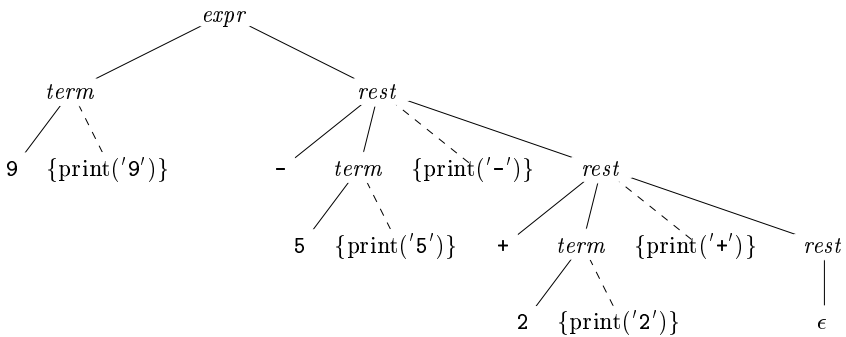 expr
term rest
9 {print('9')} - term {print('-')} rest
5 {print('5')} + term {print('+')} rest
2 {print('2')} ϵ